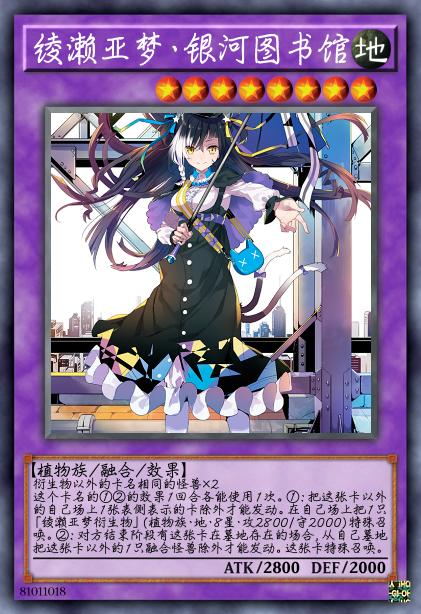 绫濑亚梦·银河图书馆 地
【植物族/融合/效果】
衍生物以外的卡名相同的怪兽×2
这个卡名的①②的效果1回合各能使用1次。①:把这张卡以外
的自己场上1张表侧表示的卡除外才能发动。在自己场上把1只
「绫濑亚梦衍生物」(植物族·地·8星·攻2800/守2000)特殊召
唤。②:对方结束阶段有这张卡在墓地存在的场合,从自己墓地
把这张卡以外的1只融合怪兽除外才能发动。这张卡特殊召唤。
ATK/2800 DEF/2000
81011018